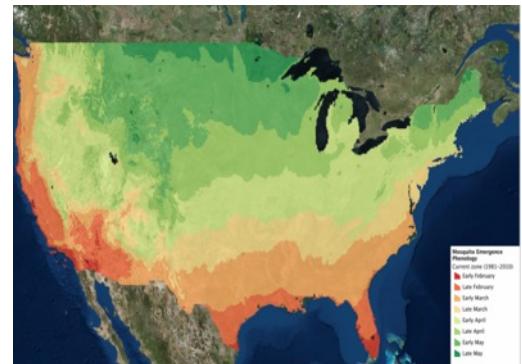 Mosquito Emergence
Phenology
Current zone (1981-2010)
Early February
Late February
Early March
Late March
Early April
Late April
Early May
Late May